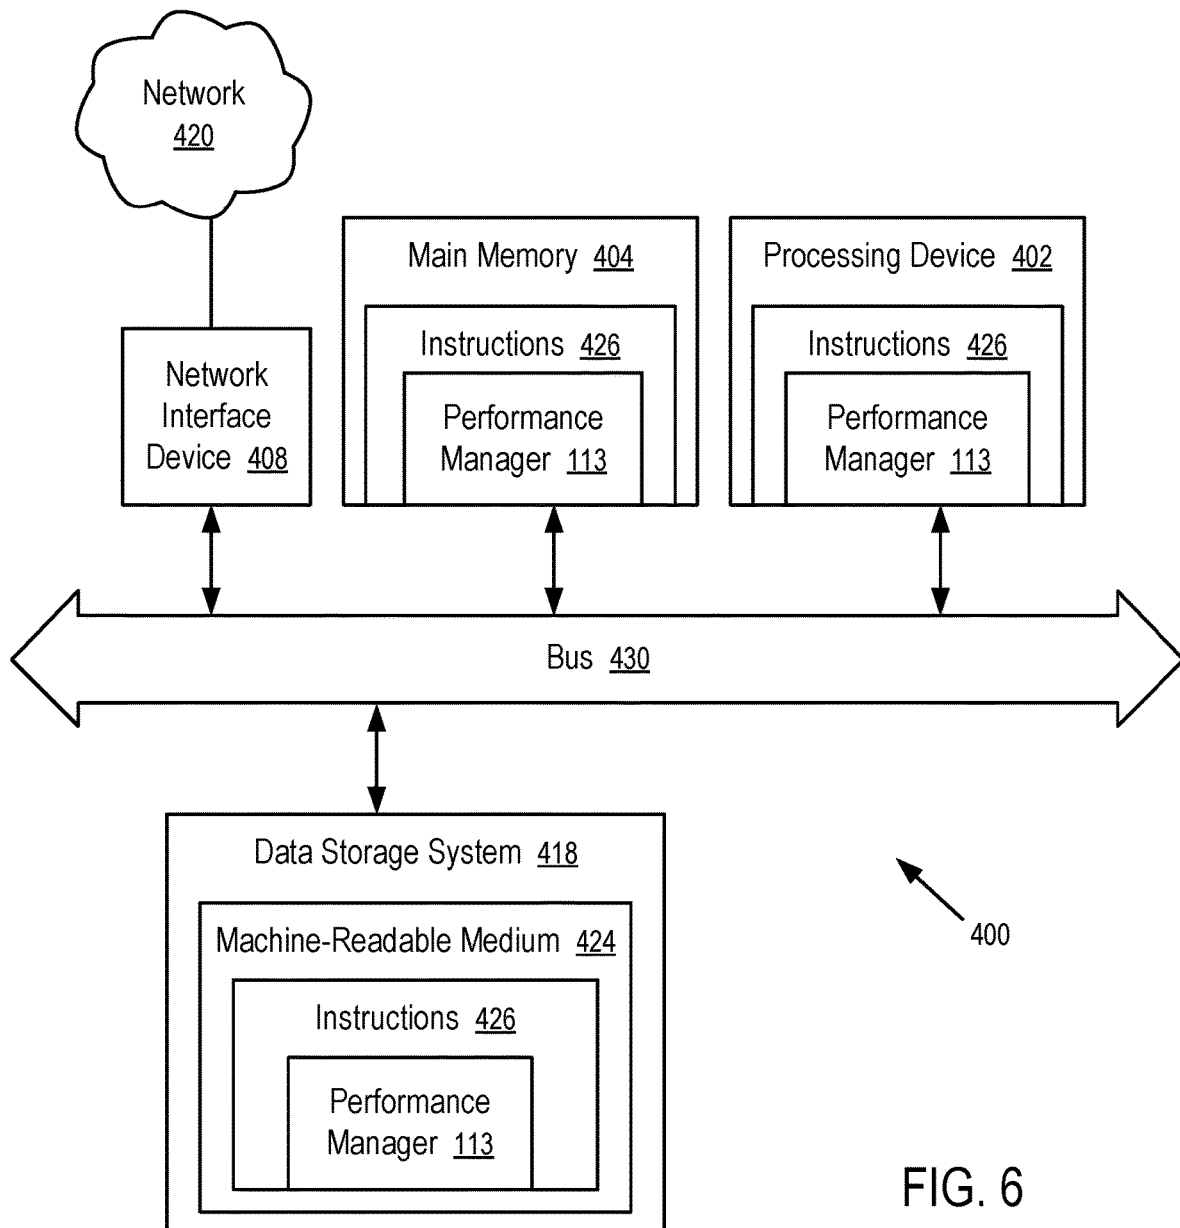 Network
420
Main Memory 404
Processing Device 402
Network
Interface
Device 408
Instructions 426
Performance
Manager 113
Instructions 426
Performance
Manager 113
Bus 430
Data Storage System 418
Machine-Readable Medium 424
Instructions 426
Performance
Manager 113
400
FIG. 6